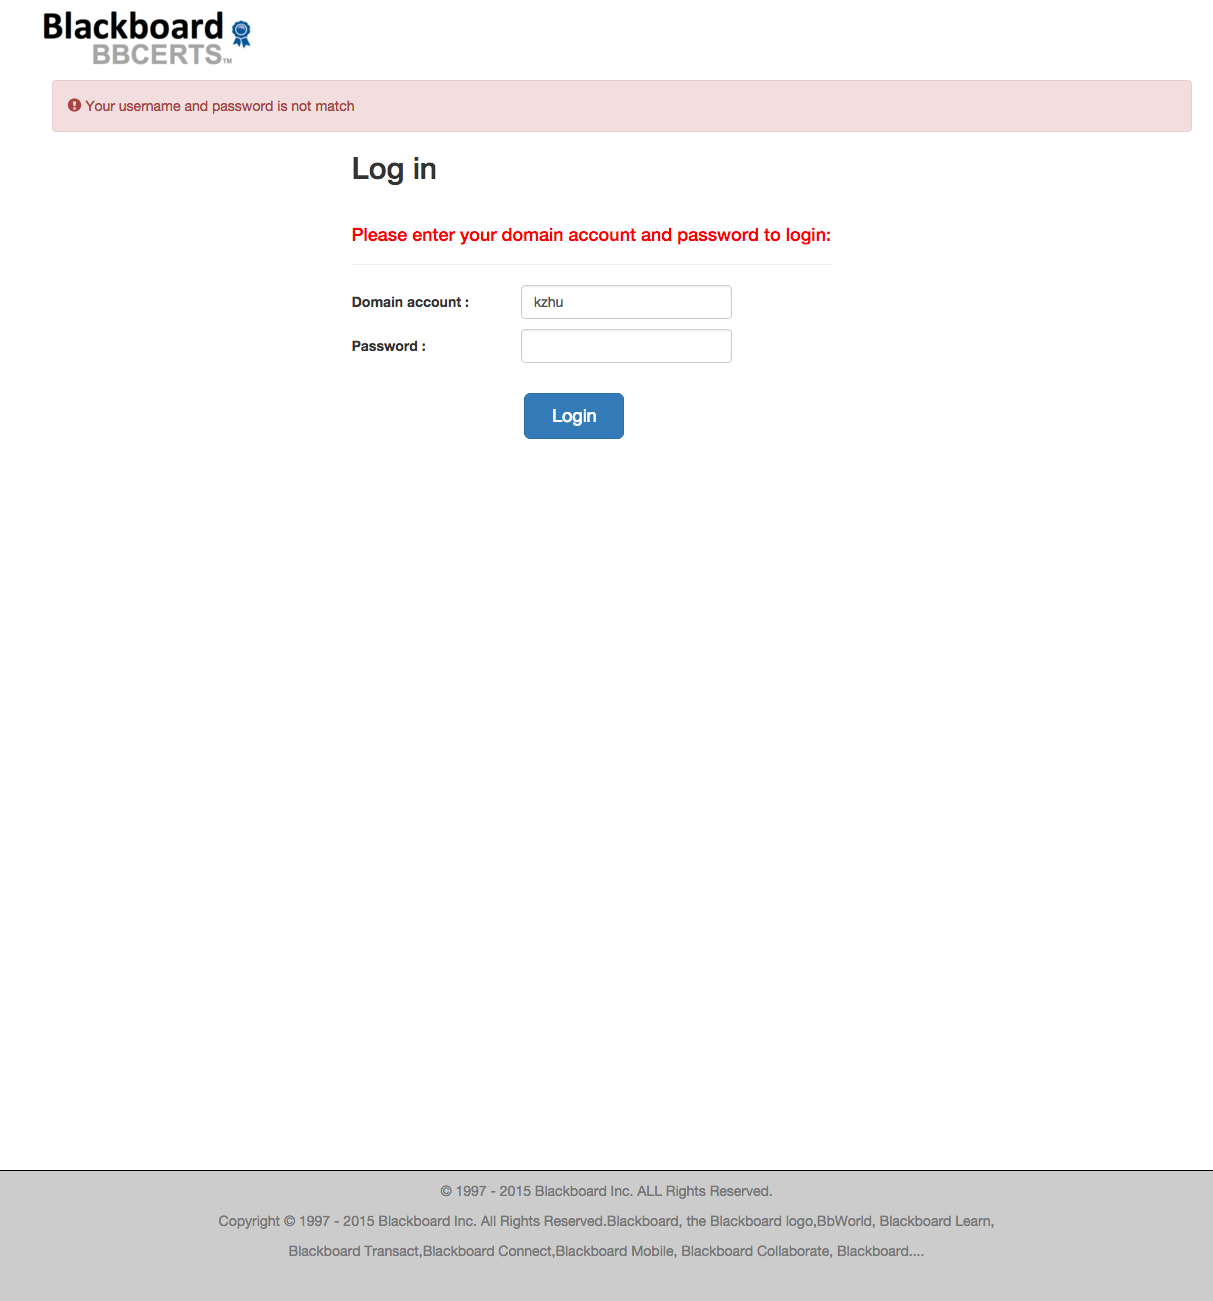 Blackboard
BBCERTS™
Your username and password is not match
Log in
Please enter your domain account and password to login:
Domain account :
kzhu
Password :
Login
© 1997 - 2015 Blackboard Inc. ALL Rights Reserved.
Copyright © 1997 - 2015 Blackboard Inc. All Rights Reserved.Blackboard, the Blackboard logo,BbWorld, Blackboard Learn,
Blackboard Transact,Blackboard Connect,Blackboard Mobile, Blackboard Collaborate, Blackboard....